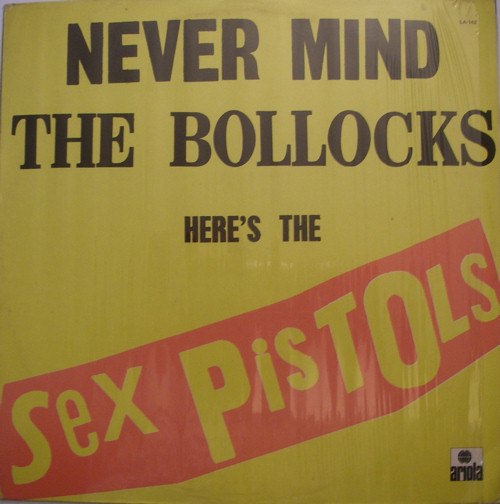 NEVER MIND
THE BOLLOCKS
HERE'S THE
Sex PisTOLs
ariola